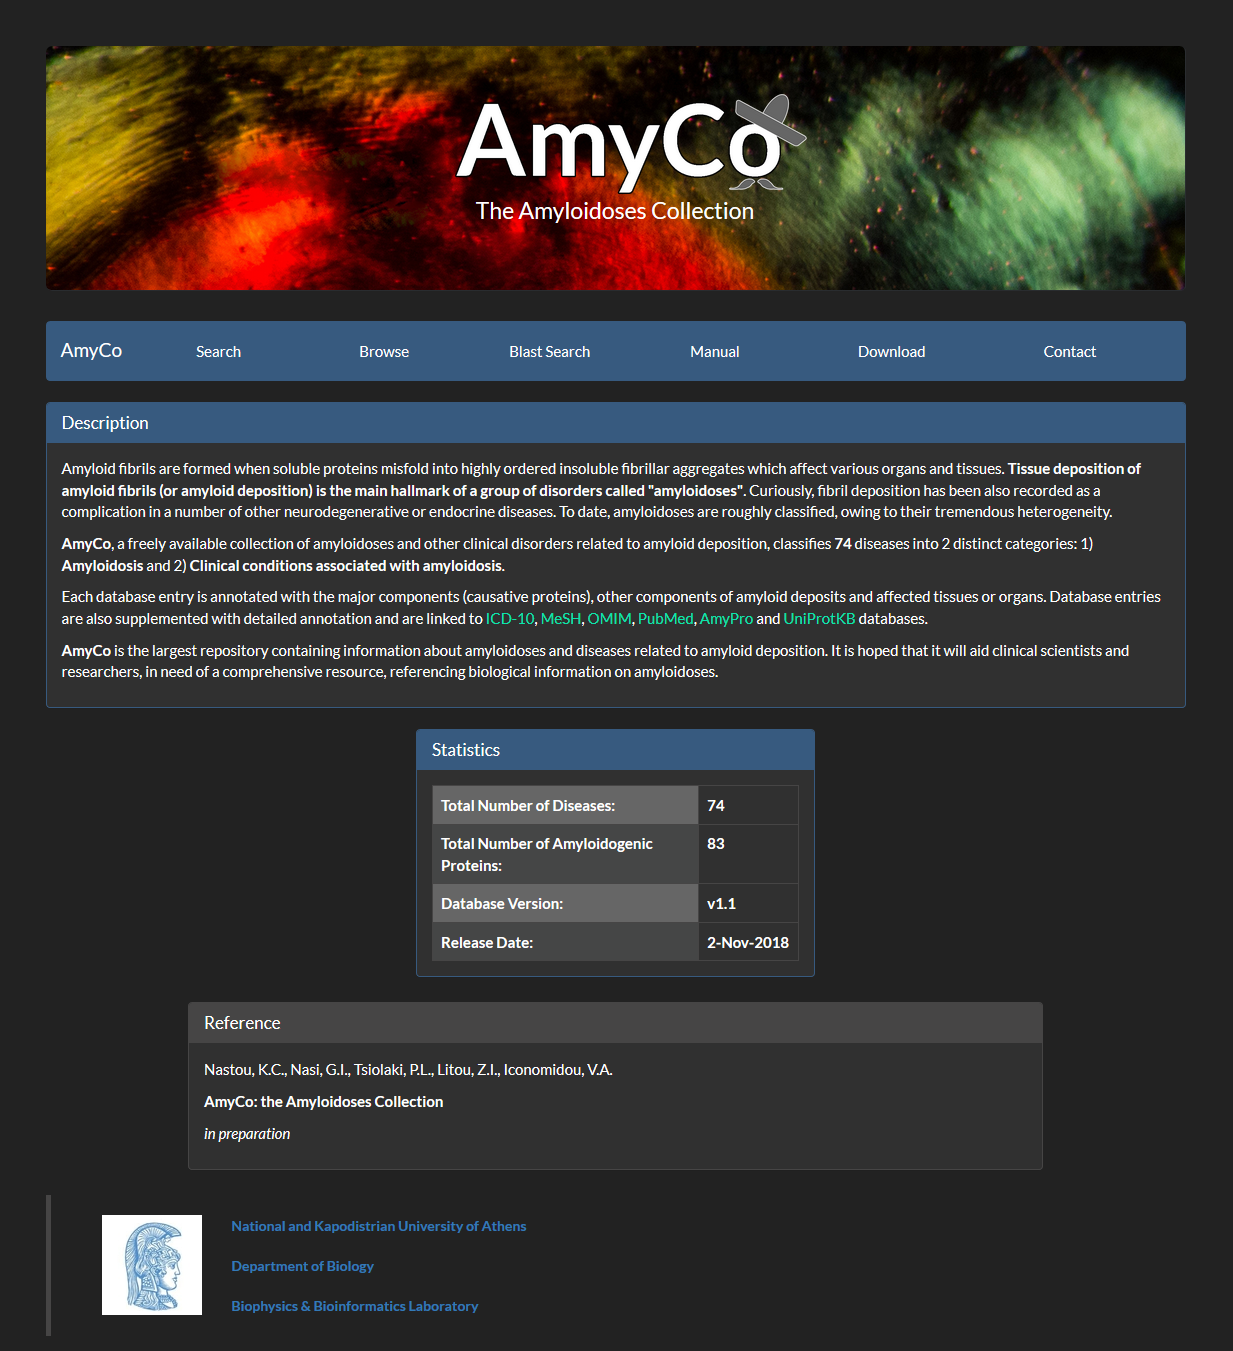 AmyCo
The Amyloidoses Collection
AmyCo Search Browse Blast Search Manual Download Contact
Description
Amyloid fibrils are formed when soluble proteins misfold into highly ordered insoluble fibrillar aggregates which affect various organs and tissues. Tissue deposition of
amyloid fibrils (or amyloid deposition) is the main hallmark of a group of disorders called "amyloidoses". Curiously, fibril deposition has been also recorded as a
complication in a number of other neurodegenerative or endocrine diseases. To date, amyloidoses are roughly classified, owing to their tremendous heterogeneity.
AmyCo, a freely available collection of amyloidoses and other clinical disorders related to amyloid deposition, classifies 74 diseases into 2 distinct categories: 1)
Amyloidosis and 2) Clinical conditions associated with amyloidosis.
Each database entry is annotated with the major components (causative proteins), other components of amyloid deposits and affected tissues or organs. Database entries
are also supplemented with detailed annotation and are linked to ICD-10, MeSH, OMIM, PubMed, AmyPro and UniProtKB databases.
AmyCo is the largest repository containing information about amyloidoses and diseases related to amyloid deposition. It is hoped that it will aid clinical scientists and
researchers, in need of a comprehensive resource, referencing biological information on amyloidoses.
Statistics
Total Number of Diseases: 74
Total Number of Amyloidogenic 83
Proteins:
Database Version: v1.1
Release Date: 2-Nov-2018
Reference
Nastou, K.C., Nasi, G.I., Tsiolaki, P.L., Litou, Z.I., Iconomidou, V.A.
AmyCo: the Amyloidoses Collection
in preparation
National and Kapodistrian University of Athens
Department of Biology
Biophysics & Bioinformatics Laboratory